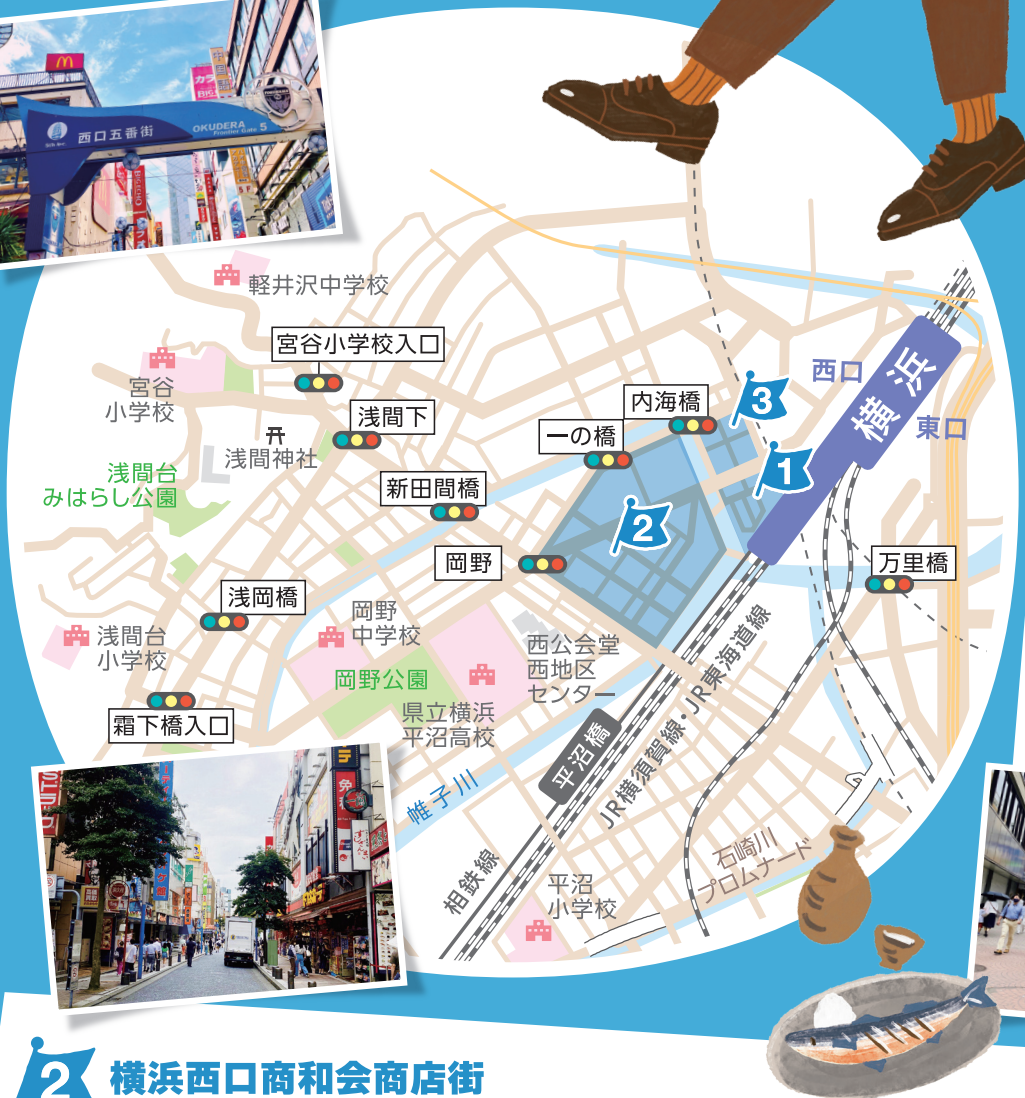 西口五番街
OKUDERA
Frontier Gate 5
カラ
BIG
軽井沢中学校
宮谷小学校入口
宮谷
小学校
浅間下
浅間神社
浅間台
みはらし公園
新田間橋
一の橋
内海橋
3
西口
横浜
東口
1
2
岡野
万里橋
浅岡橋
岡野
中学校
浅間台
小学校
西公会堂
西地区
センター
岡野公園
県立横浜
平沼高校
霜下橋入口
平沼橋
JR横須賀線・JR東海道線
帷子川
相鉄線
石崎川
プロムナード
平沼
小学校
免
2
横浜西口商和会商店街